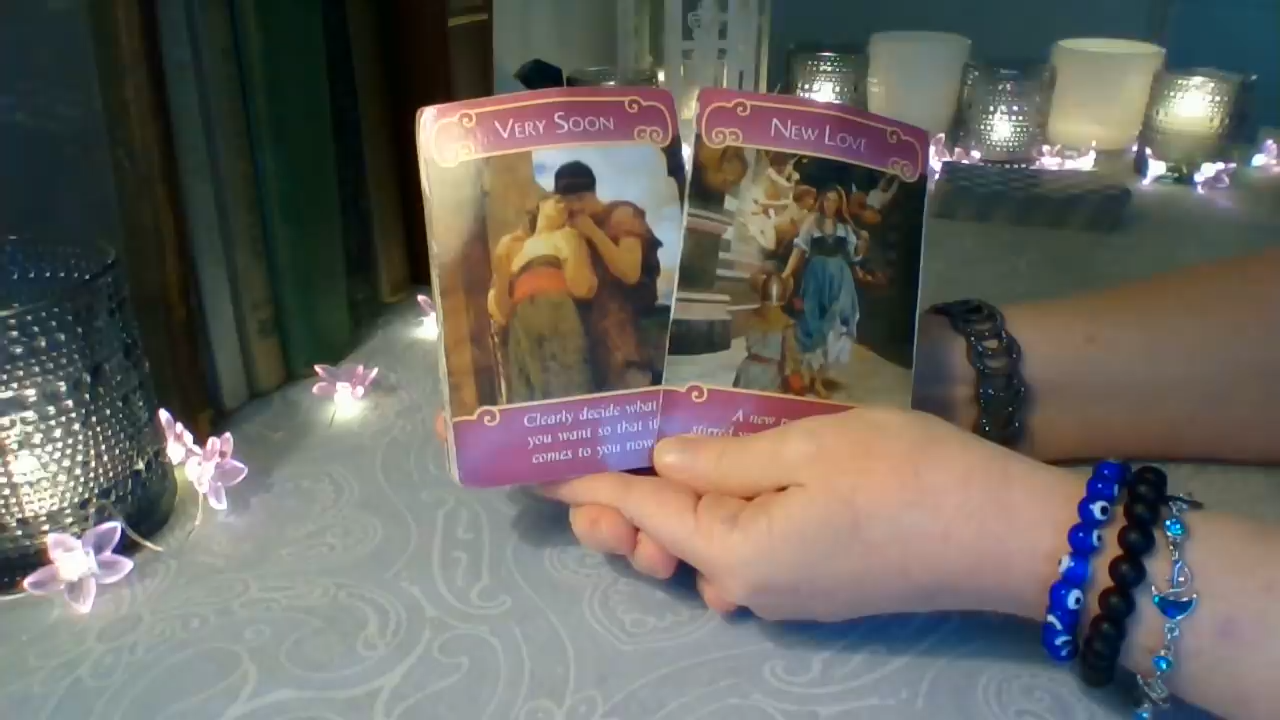 VERY SOON
NEW LOVE
Clearly decide what
you want so that it
comes to you now
A new
stirred